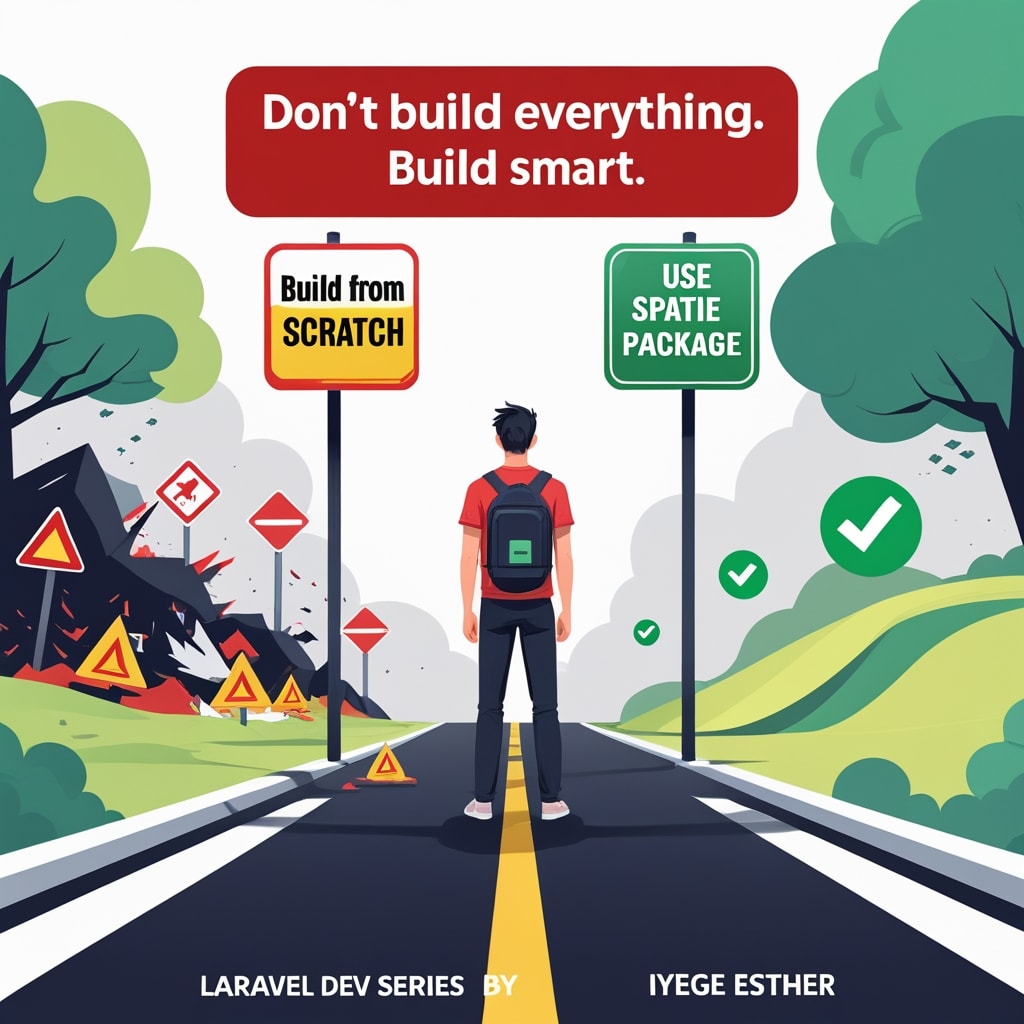 Don't build everything.
Build smart.
Build from
SCRATCH
USE
SPATIE
PACKAGE
LARAVEL DEV SERIES BY IYEGE ESTHER